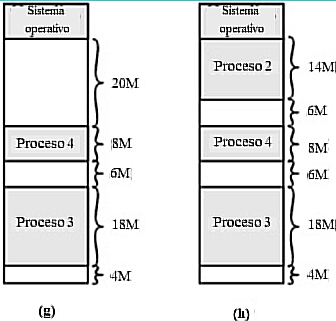 Sistema
operativo
20M
Proceso 4
8M
6M
Proceso 3
18M
4M
(g)
Sistema
operativo
Proceso 2
14M
6M
Proceso 4
8M
6M
Proceso 3
18M
4M
(h)